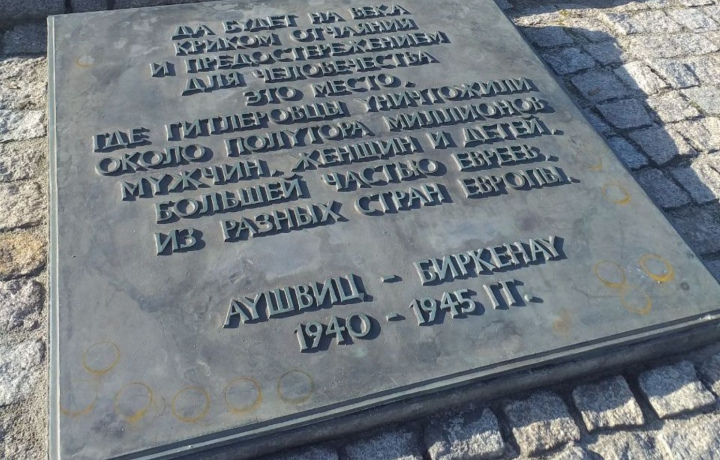 ДА БУДЕТ НА ВЕКА
КРИКОМ ОТЧАЯНИЯ
И ПРЕДОСТЕРЕЖЕНИЕМ
ДЛЯ ЧЕЛОВЕЧЕСТВА
ЭТО МЕСТО,
ГДЕ ГИТЛЕРОВЦЫ УНИЧТОЖИЛИ
ОКОЛО ПОЛУТОРА МИЛЛИОНОВ
МУЖЧИН, ЖЕНЩИН И ДЕТЕЙ,
БОЛЬШЕЙ ЧАСТЬЮ ЕВРЕЕВ,
ИЗ РАЗНЫХ СТРАН ЕВРОПЫ.
АУШВИЦ - БИРКЕНАУ
1940 - 1945 ГГ.